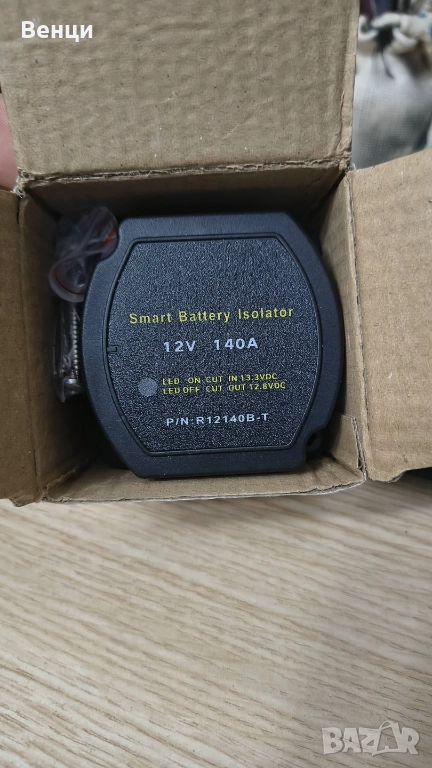 Венци
Smart Battery Isolator
12V 140A
LED ON CUT IN 13.3VDC
LED OFF CUT OUT 12.8VDC
P/N:R12140B-T
BAZAR